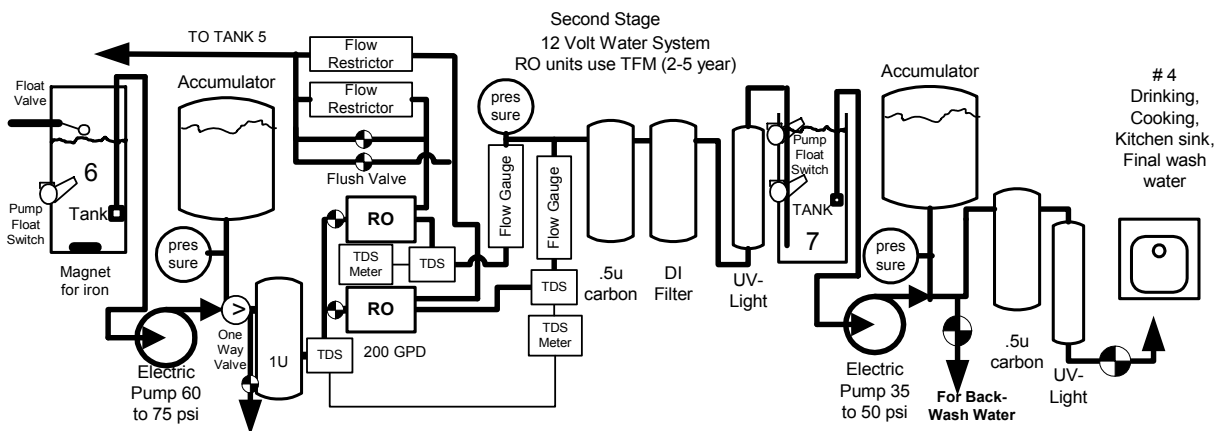 Second Stage
12 Volt Water System
RO units use TFM (2-5 year)
TO TANK 5
Flow
Restrictor
Flow
Restrictor
Flush Valve
Float
Valve
6
Tank
Pump
Float
Switch
Magnet
for iron
Accumulator
pres
sure
Electric
Pump 60
to 75 psi
>
One
Way
Valve
1U
TDS
RO
TDS
Meter
TDS
RO
200 GPD
pres
sure
Flow Gauge
Flow Gauge
TDS
TDS
Meter
.5u
carbon
DI
Filter
UV-
Light
Pump
Float
Switch
TANK
7
Accumulator
pres
sure
Electric
Pump 35
to 50 psi
For Back-
Wash Water
.5u
carbon
UV-
Light
# 4
Drinking,
Cooking,
Kitchen sink,
Final wash
water